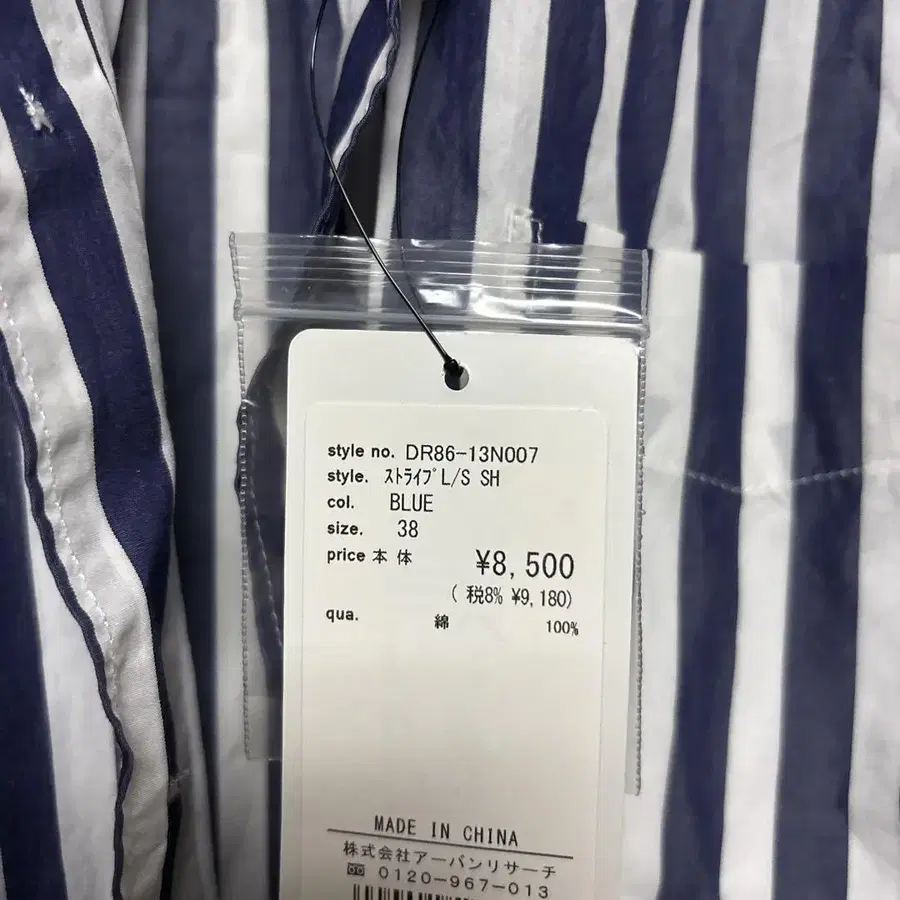 style no. DR86-13N007
style. ｽﾄﾗｲﾌﾟL/S SH
col. BLUE
size. 38
price 本体 ¥8,500
( 税8% ¥9,180)
qua. 綿 100%
MADE IN CHINA
株式会社アーバンリサーチ
0120-967-013